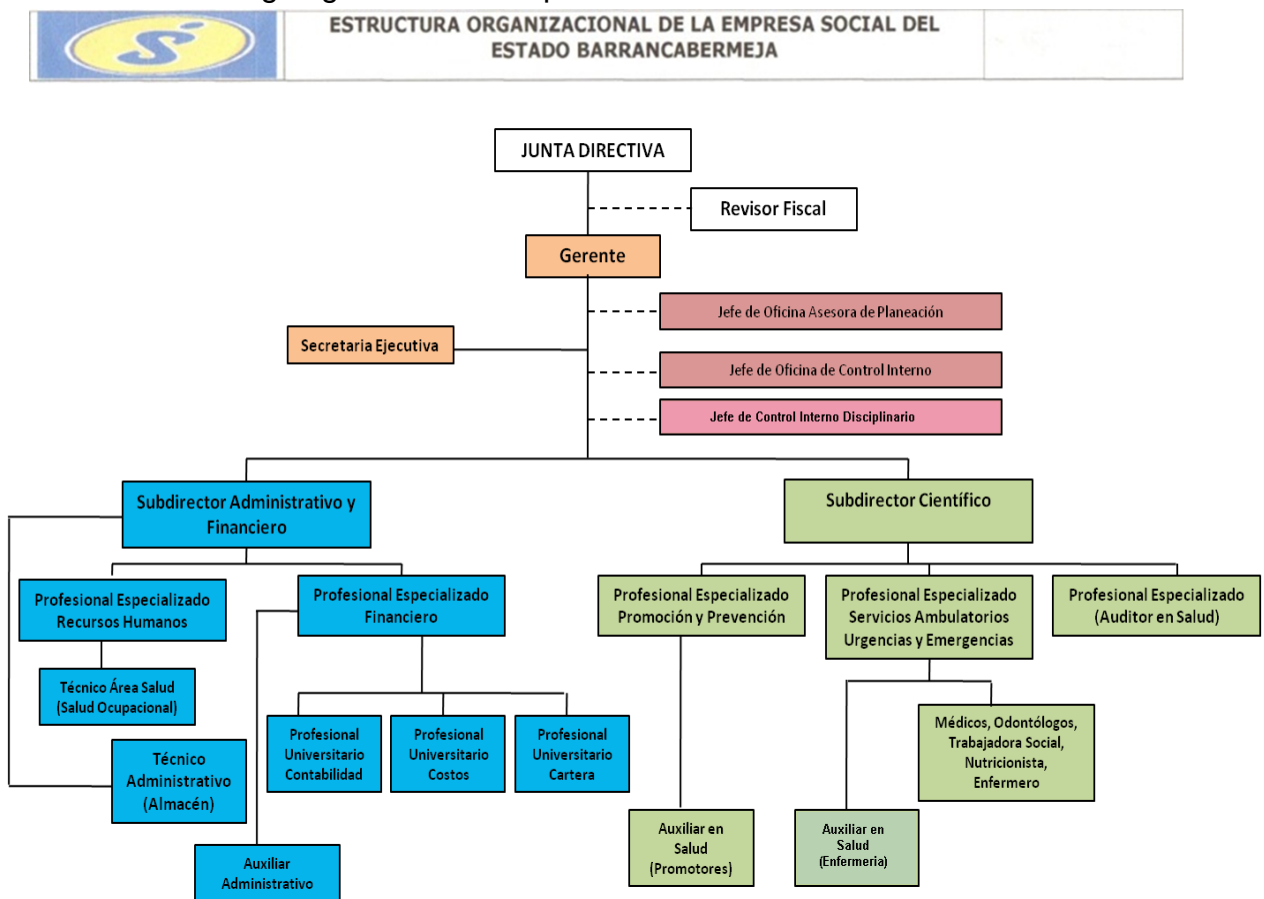 ESTRUCTURA ORGANIZACIONAL DE LA EMPRESA SOCIAL DEL
ESTADO BARRANCABERMEJA
JUNTA DIRECTIVA
Revisor Fiscal
Gerente
Jefe de Oficina Asesora de Planeación
Secretaria Ejecutiva
Jefe de Oficina de Control Interno
Jefe de Control Interno Disciplinario
Subdirector Administrativo y
Financiero
Subdirector Científico
Profesional Especializado
Recursos Humanos
Profesional Especializado
Financiero
Profesional Especializado
Promoción y Prevención
Profesional Especializado
Servicios Ambulatorios
Urgencias y Emergencias
Profesional Especializado
(Auditor en Salud)
Técnico Área Salud
(Salud Ocupacional)
Profesional
Universitario
Contabilidad
Profesional
Universitario
Costos
Profesional
Universitario
Cartera
Médicos, Odontólogos,
Trabajadora Social,
Nutricionista,
Enfermero
Técnico
Administrativo
(Almacén)
Auxiliar en
Salud
(Promotores)
Auxiliar en
Salud
(Enfermeria)
Auxiliar
Administrativo